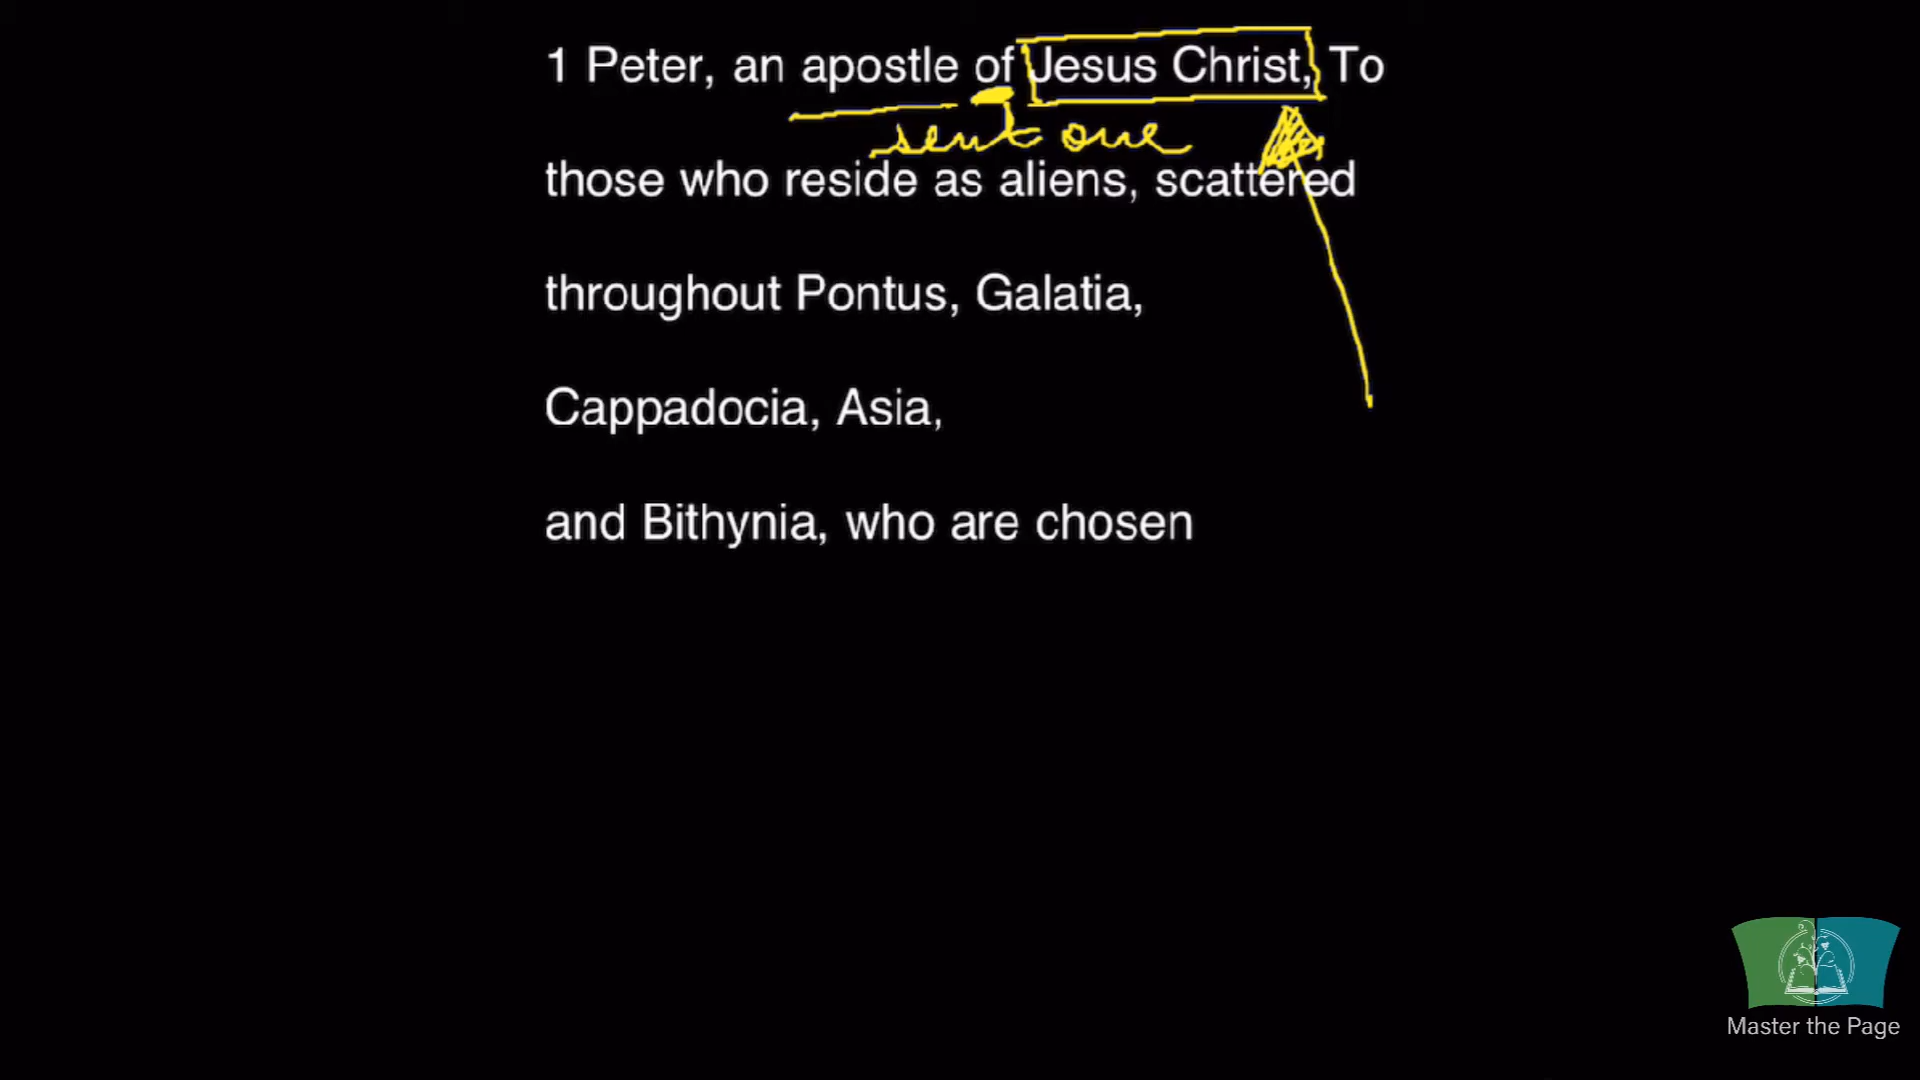 1 Peter, an apostle of Jesus Christ, To
sent one
those who reside as aliens, scattered
throughout Pontus, Galatia,
Cappadocia, Asia,
and Bithynia, who are chosen
Master the Page